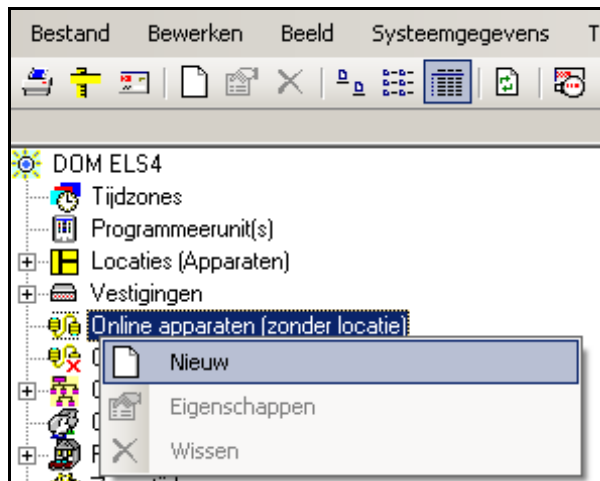 Bestand Bewerken Beeld Systeemgegevens
DOM ELS4
Tijdzones
Programmeerunit(s)
Locaties (Apparaten)
Vestigingen
Online apparaten (zonder locatie)
Nieuw
Eigenschappen
Wissen